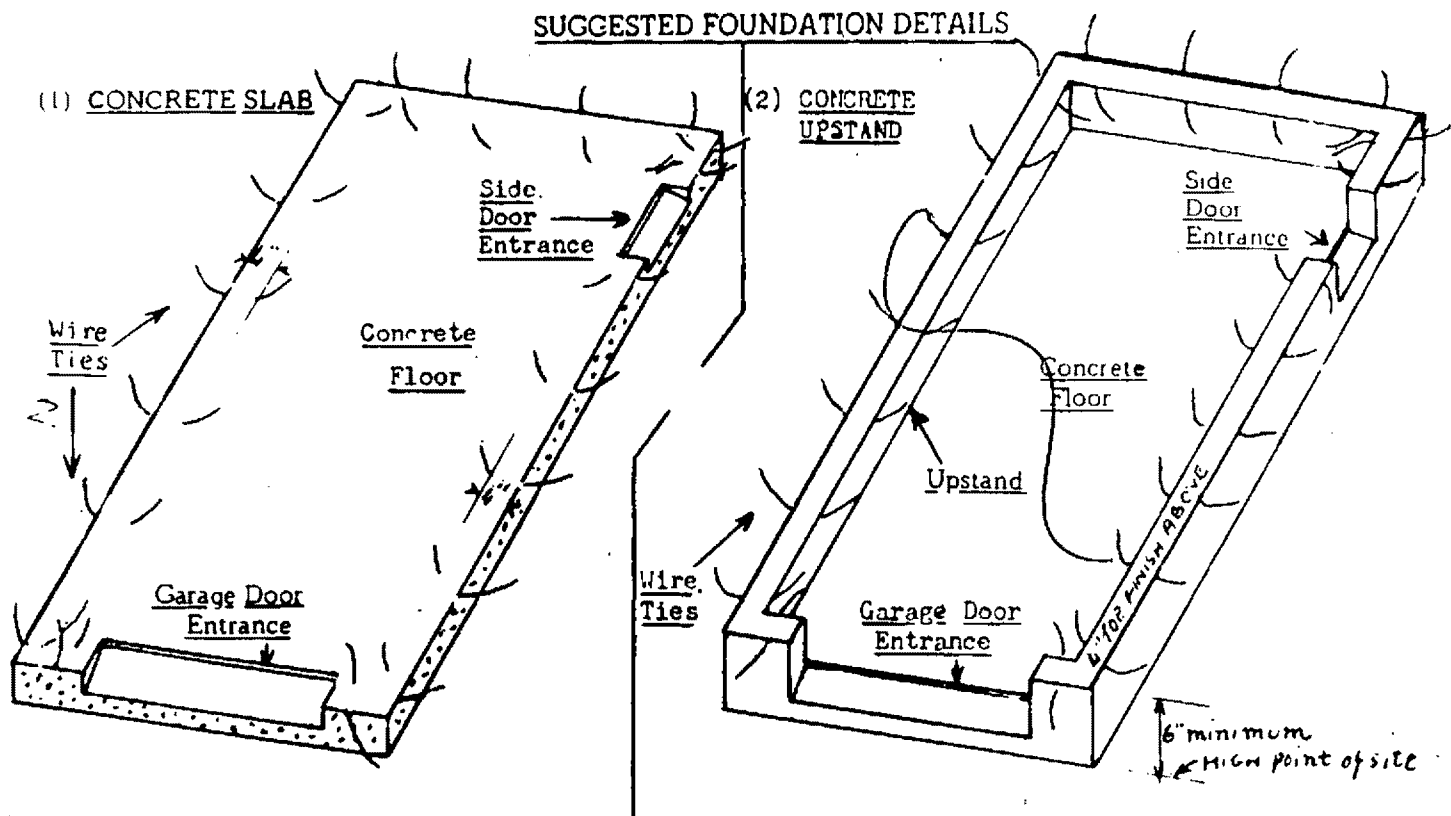 SUGGESTED FOUNDATION DETAILS
(1) CONCRETE SLAB
Side
Door
Entrance
Wire
Ties
Concrete
Floor
Garage Door
Entrance
(2) CONCRETE
UPSTAND
Side
Door
Entrance
Concrete
Floor
Upstand
Wire
Ties
Garage Door
Entrance
4" TOP FINISH ABOVE
6" minimum
HIGH point of site